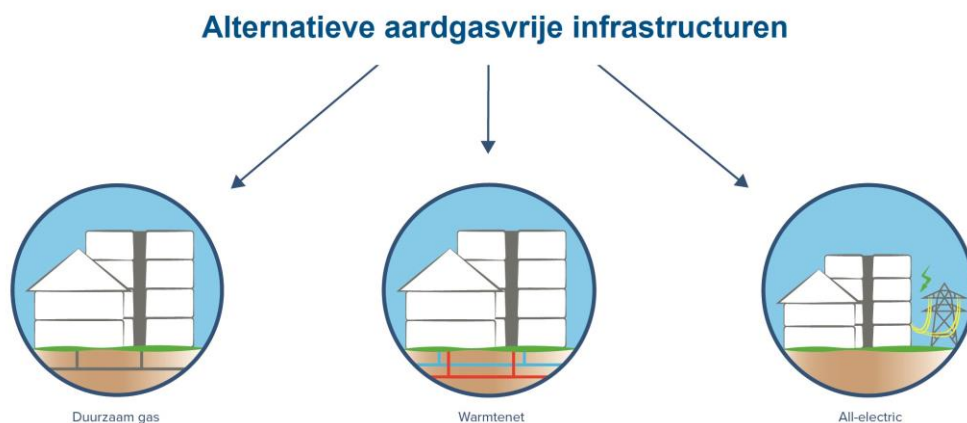 Alternatieve aardgasvrije infrastructuren
Duurzaam gas
Warmtenet
All-electric